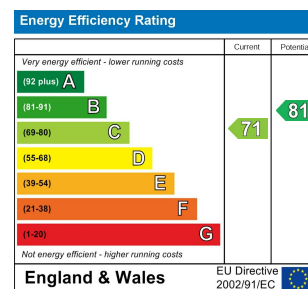 Energy Efficiency Rating
Current Potentia
Very energy efficient - lower running costs
(92 plus) A
(81-91) B
81
(69-80) C
71
(55-68) D
(39-54) E
(21-38) F
(1-20) G
Not energy efficient - higher running costs
England & Wales
EU Directive
2002/91/EC